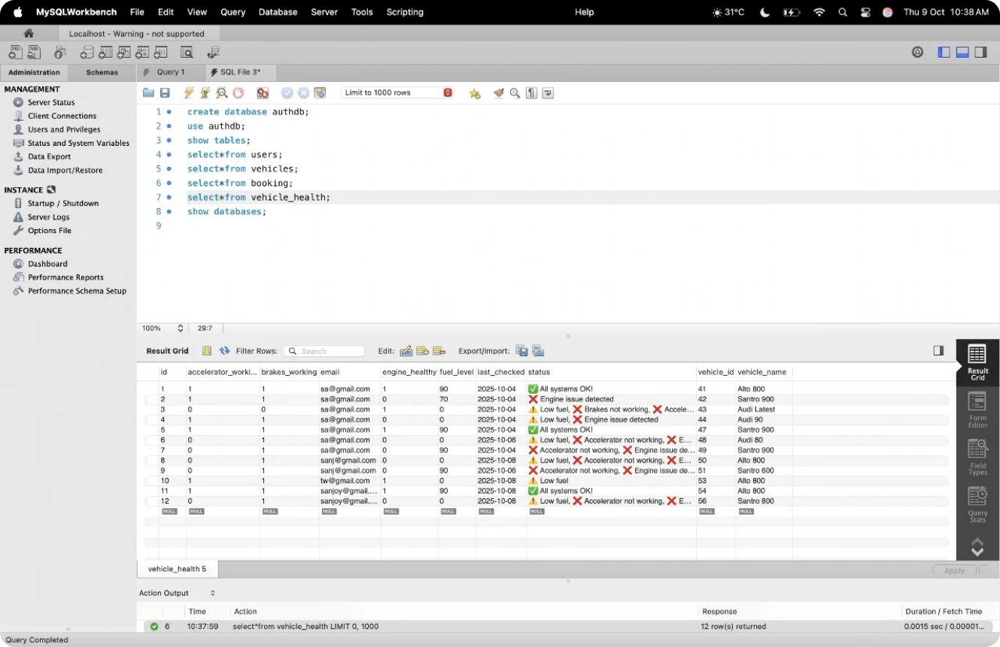 MySQLWorkbench File Edit View Query Database Server Tools Scripting Help 31°C Thu 9 Oct 10:38 AM
Localhost - Warning - not supported
Administration Schemas Query 1 SQL File 3*
MANAGEMENT
Server Status
Client Connections
Users and Privileges
Status and System Variables
Data Export
Data Import/Restore
INSTANCE
Startup / Shutdown
Server Logs
Options File
PERFORMANCE
Dashboard
Performance Reports
Performance Schema Setup
Limit to 1000 rows
1 create database authdb;
2 use authdb;
3 show tables;
4 select*from users;
5 select*from vehicles;
6 select*from booking;
7 select*from vehicle_health;
8 show databases;
9
100% 29:7
Result Grid Filter Rows: Search Edit: Export/Import:
id accelerator_worki... brakes_working email engine_healthy fuel_level last_checked status vehicle_id vehicle_name
1 1 1 sa@gmail.com 1 90 2025-10-04 ✅ All systems OK! 41 Alto 800
2 1 1 sa@gmail.com 0 70 2025-10-04 ❌ Engine issue detected 42 Santro 900
3 0 0 sa@gmail.com 1 0 2025-10-04 ⚠️ Low fuel, ❌ Brakes not working, ❌ Accele... 43 Audi Latest
4 1 1 sa@gmail.com 0 0 2025-10-04 ⚠️ Low fuel, ❌ Engine issue detected 44 Audi 90
5 1 1 sa@gmail.com 1 90 2025-10-04 ✅ All systems OK! 47 Santro 900
6 0 1 sa@gmail.com 0 0 2025-10-06 ⚠️ Low fuel, ❌ Accelerator not working, ❌ E... 48 Audi 80
7 0 1 sa@gmail.com 0 90 2025-10-04 ❌ Accelerator not working, ❌ Engine issue de... 49 Santro 900
8 0 1 sanj@gmail.com 0 0 2025-10-08 ⚠️ Low fuel, ❌ Accelerator not working, ❌ E... 50 Alto 800
9 0 1 sanj@gmail.com 0 90 2025-10-06 ❌ Accelerator not working, ❌ Engine issue de... 51 Santro 600
10 1 1 tw@gmail.com 1 0 2025-10-08 ⚠️ Low fuel 53 Alto 800
11 1 1 sanjoy@gmail.... 1 90 2025-10-08 ✅ All systems OK! 54 Alto 800
12 0 1 sanjoy@gmail.... 0 0 2025-10-08 ⚠️ Low fuel, ❌ Accelerator not working, ❌ E... 56 Santro 800
NULL NULL NULL NULL NULL NULL NULL NULL NULL NULL
Result
Grid
Form
Editor
Field
Types
Query
Stats
vehicle_health 5
Apply
Action Output
Time Action Response Duration / Fetch Time
6 10:37:59 select*from vehicle_health LIMIT 0, 1000 12 row(s) returned 0.0015 sec / 0.00001...
Query Completed